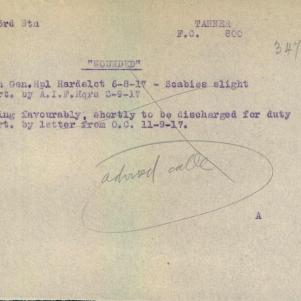 3rd Btn TANNER
F.C. 800
347
"WOUNDED"
n Gen.Hpl Hardelot 6-8-17 - Scabies slight
rt. by A.I.F.Hqrs 3-9-17
ing favourably, shortly to be discharged for duty
rt. by letter from O.C. 11-9-17.
advised cable
A